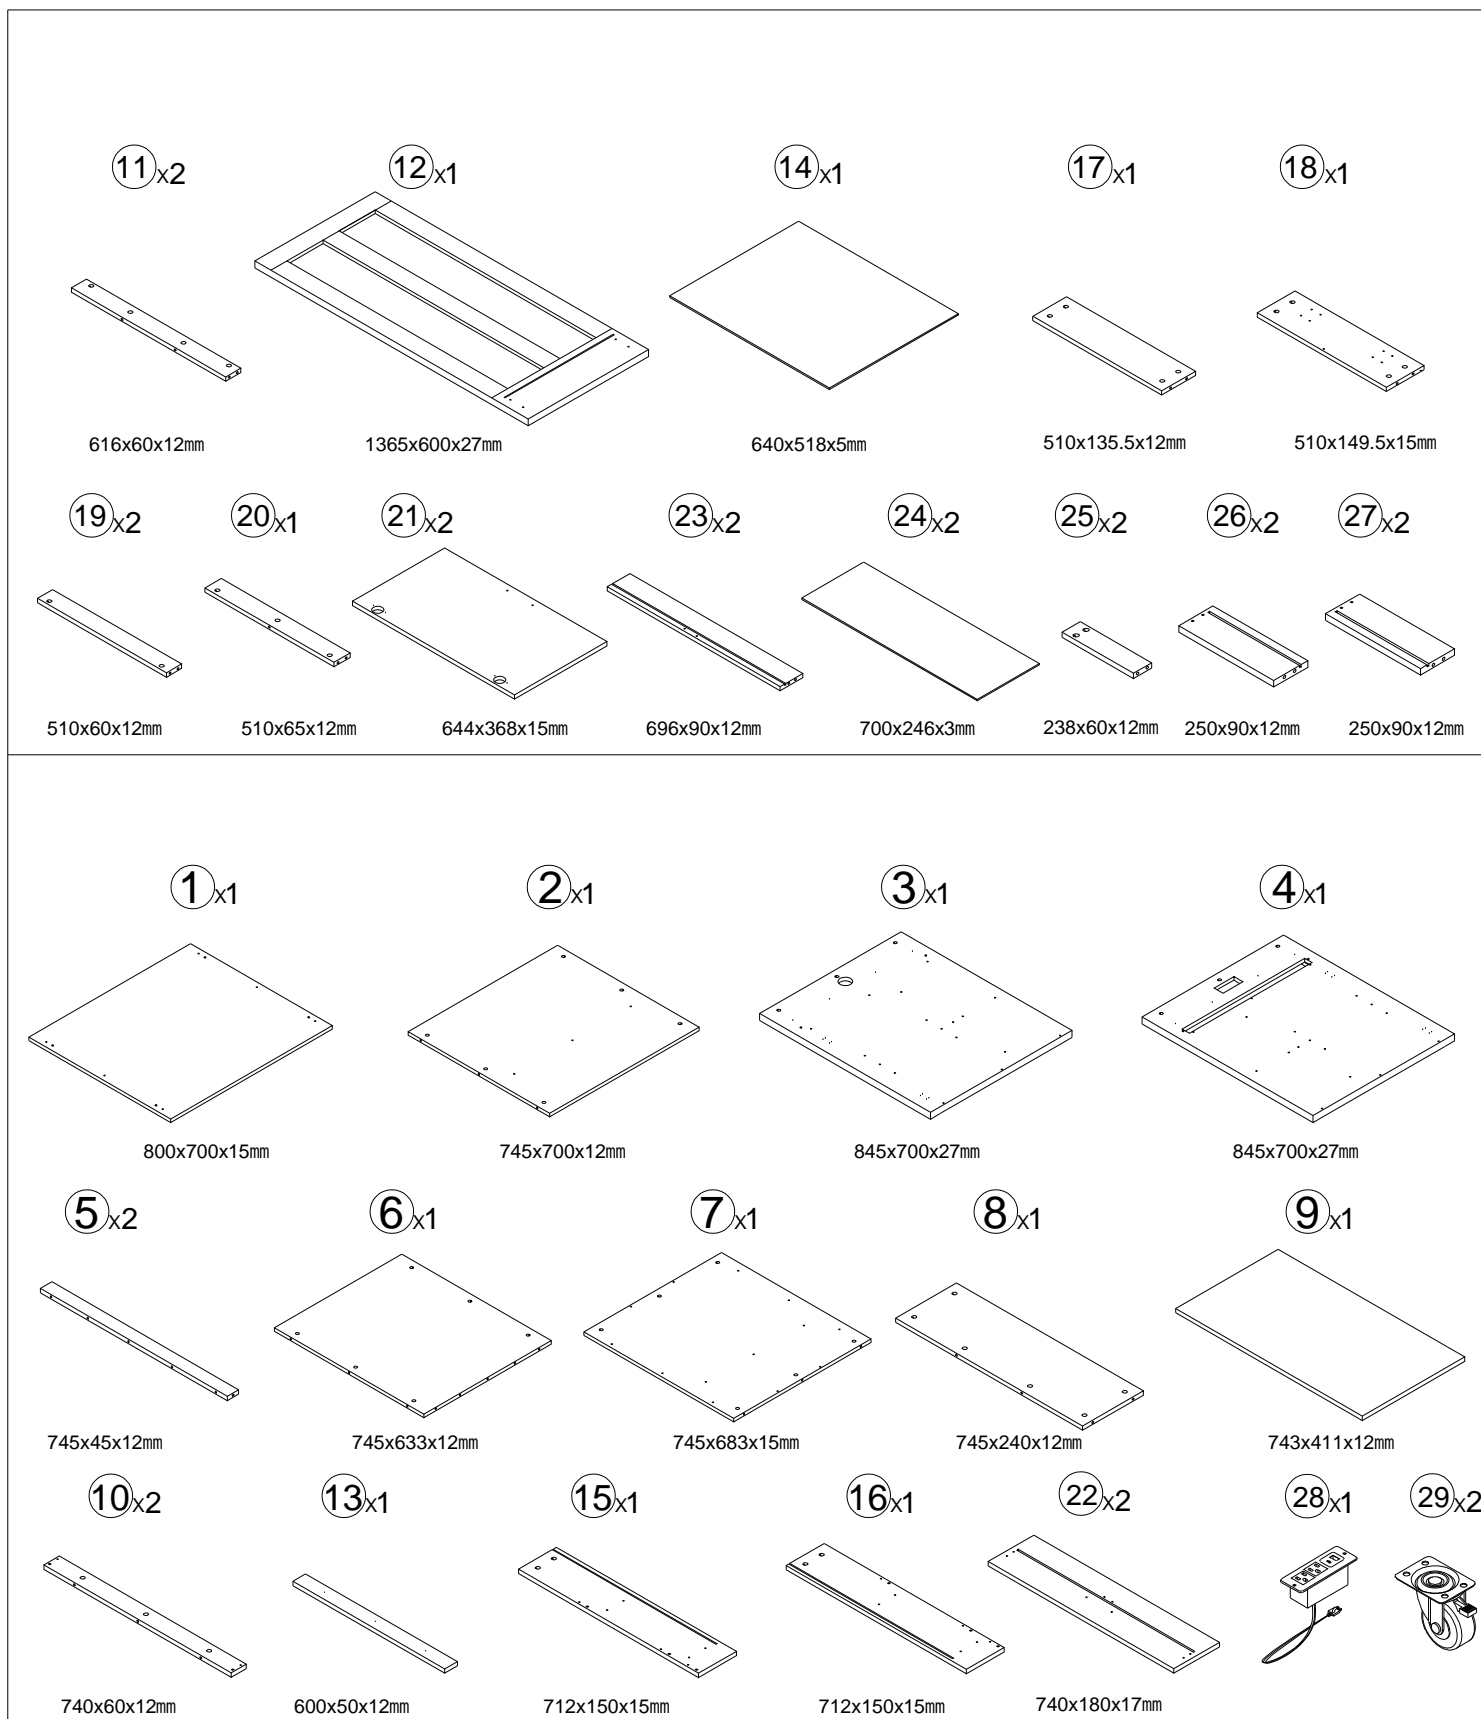 11x2 12x1 14x1 17x1 18x1
616x60x12mm 1365x600x27mm 640x518x5mm 510x135.5x12mm 510x149.5x15mm
19x2 20x1 21x2 23x2 24x2 25x2 26x2 27x2
510x60x12mm 510x65x12mm 644x368x15mm 696x90x12mm 700x246x3mm 238x60x12mm 250x90x12mm 250x90x12mm
1x1 2x1 3x1 4x1
800x700x15mm 745x700x12mm 845x700x27mm 845x700x27mm
5x2 6x1 7x1 8x1 9x1
745x45x12mm 745x633x12mm 745x683x15mm 745x240x12mm 743x411x12mm
10x2 13x1 15x1 16x1 22x2 28x1 29x2
740x60x12mm 600x50x12mm 712x150x15mm 712x150x15mm 740x180x17mm